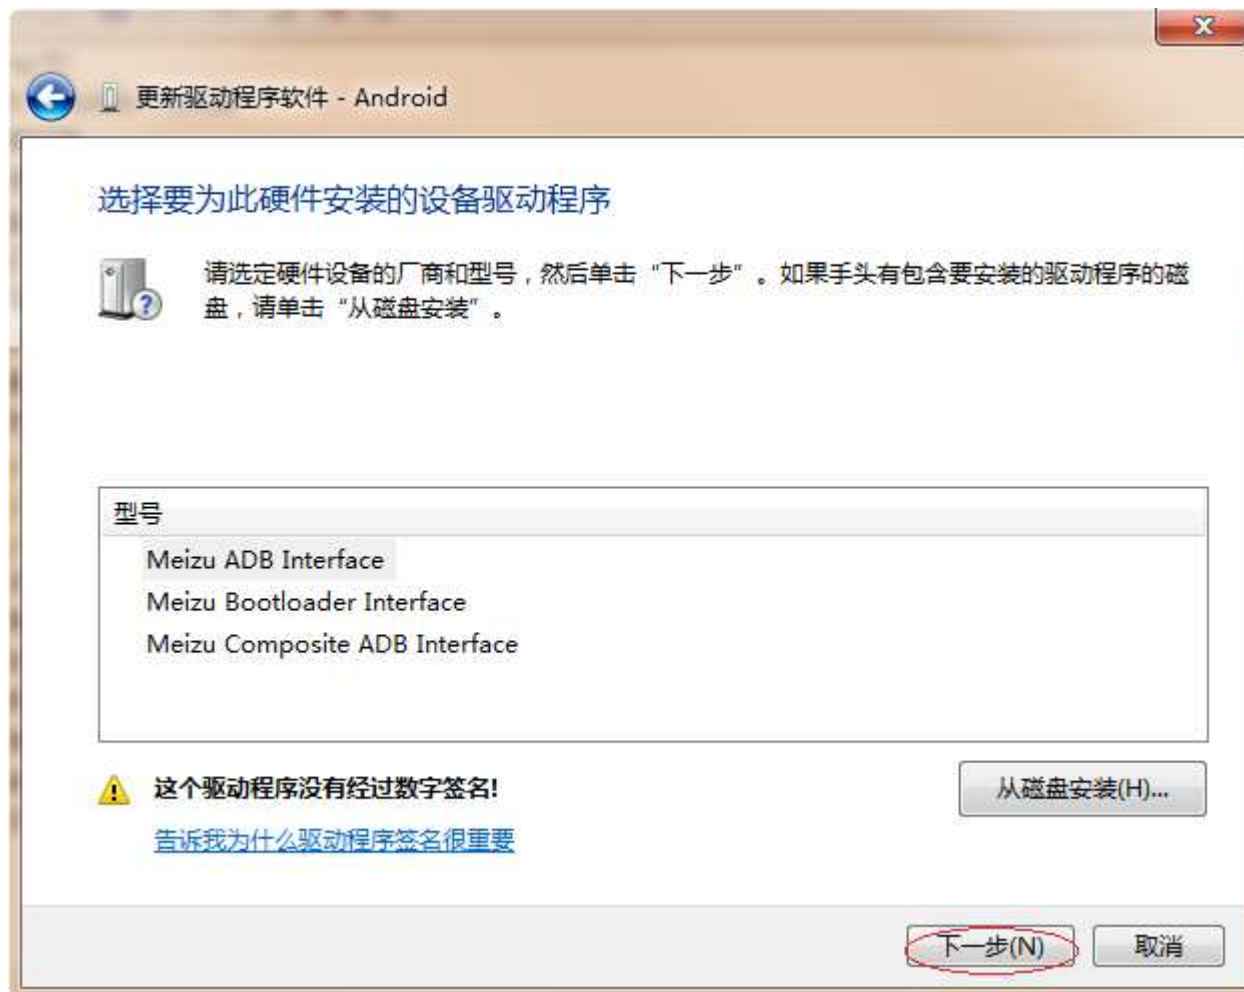 更新驱动程序软件 - Android
选择要为此硬件安装的设备驱动程序
请选定硬件设备的厂商和型号，然后单击“下一步”。如果手头有包含要安装的驱动程序的磁
盘，请单击“从磁盘安装”。
型号
Meizu ADB Interface
Meizu Bootloader Interface
Meizu Composite ADB Interface
这个驱动程序没有经过数字签名!
从磁盘安装(H)...
告诉我为什么驱动程序签名很重要
下一步(N)
取消